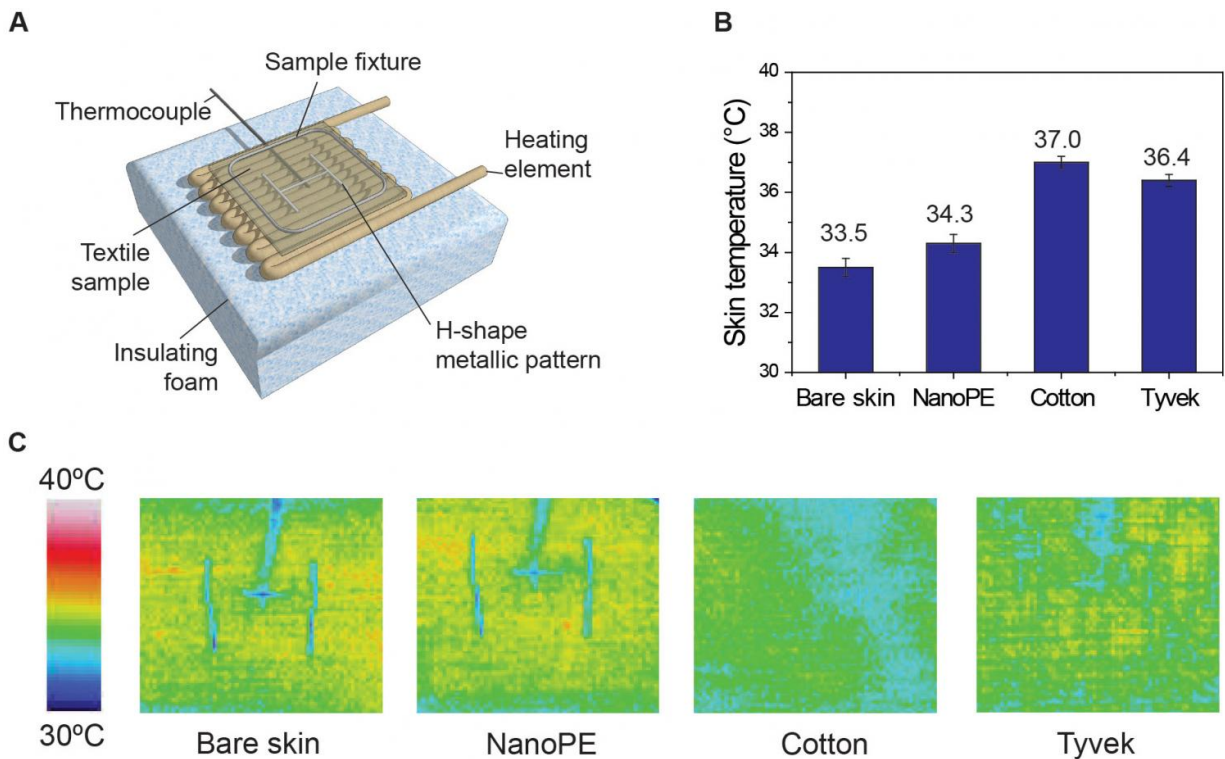 A
Sample fixture
Thermocouple
Heating
element
Textile
sample
Insulating
foam
H-shape
metallic pattern
B
Skin temperature (°C)
40
38
36
34
32
30
33.5
34.3
37.0
36.4
Bare skin
NanoPE
Cotton
Tyvek
C
40ºC
30ºC
Bare skin
NanoPE
Cotton
Tyvek